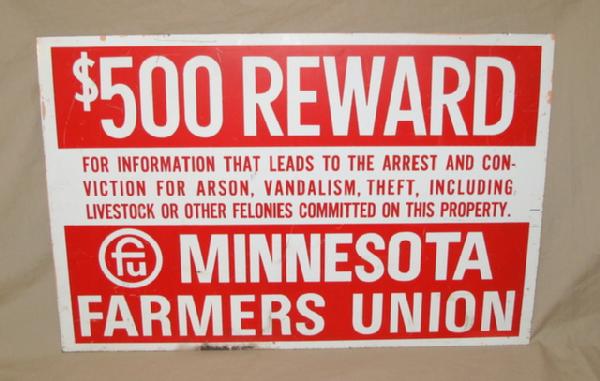 $500 REWARD
FOR INFORMATION THAT LEADS TO THE ARREST AND CON-
VICTION FOR ARSON, VANDALISM, THEFT, INCLUDING
LIVESTOCK OR OTHER FELONIES COMMITTED ON THIS PROPERTY.
fu MINNESOTA
FARMERS UNION